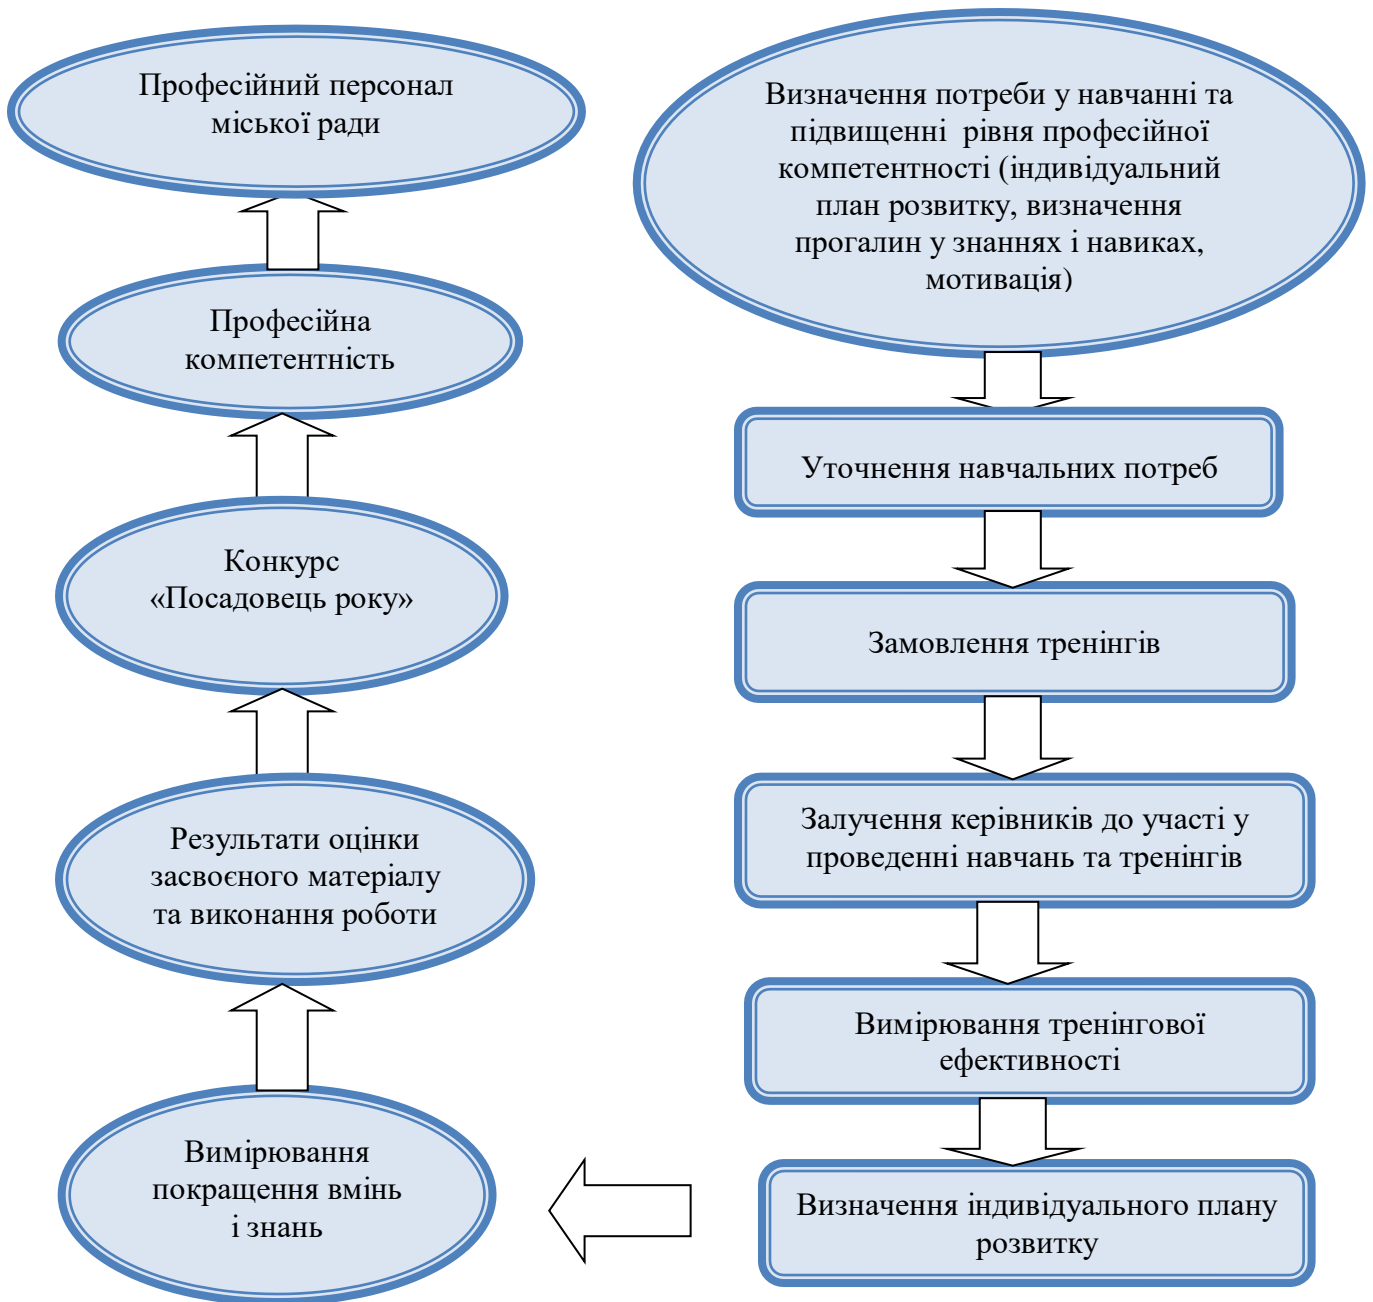 Професійний персонал
міської ради
Професійна
компетентність
Конкурс
«Посадовець року»
Результати оцінки
засвоєного матеріалу
та виконання роботи
Вимірювання
покращення вмінь
і знань
Визначення потреби у навчанні та
підвищенні рівня професійної
компетентності (індивідуальний
план розвитку, визначення
прогалин у знаннях і навиках,
мотивація)
Уточнення навчальних потреб
Замовлення тренінгів
Залучення керівників до участі у
проведенні навчань та тренінгів
Вимірювання тренінгової
ефективності
Визначення індивідуального плану
розвитку